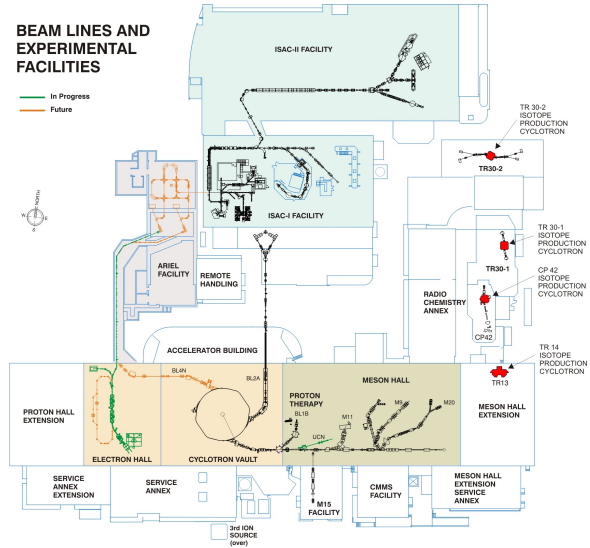 BEAM LINES AND
EXPERIMENTAL
FACILITIES
In Progress
Future
ISAC-II FACILITY
TR 30-2
ISOTOPE
PRODUCTION
CYCLOTRON
TR30-2
NORTH
W
E
S
ISAC-I FACILITY
TR 30-1
ISOTOPE
PRODUCTION
CYCLOTRON
TR30-1
ARIEL
FACILITY
REMOTE
HANDLING
CP 42
ISOTOPE
PRODUCTION
CYCLOTRON
RADIO
CHEMISTRY
ANNEX
CP42
ACCELERATOR BUILDING
TR 14
ISOTOPE
PRODUCTION
CYCLOTRON
TR13
BL4N
BL2A
MESON HALL
PROTON
THERAPY
BL1B
M9
M20
M11
UCN
PROTON HALL
EXTENSION
MESON HALL
EXTENSION
ELECTRON HALL
CYCLOTRON VAULT
SERVICE
ANNEX
EXTENSION
SERVICE
ANNEX
M15
FACILITY
CMMS
FACILITY
MESON HALL
EXTENSION
SERVICE
ANNEX
3rd ION
SOURCE
(over)